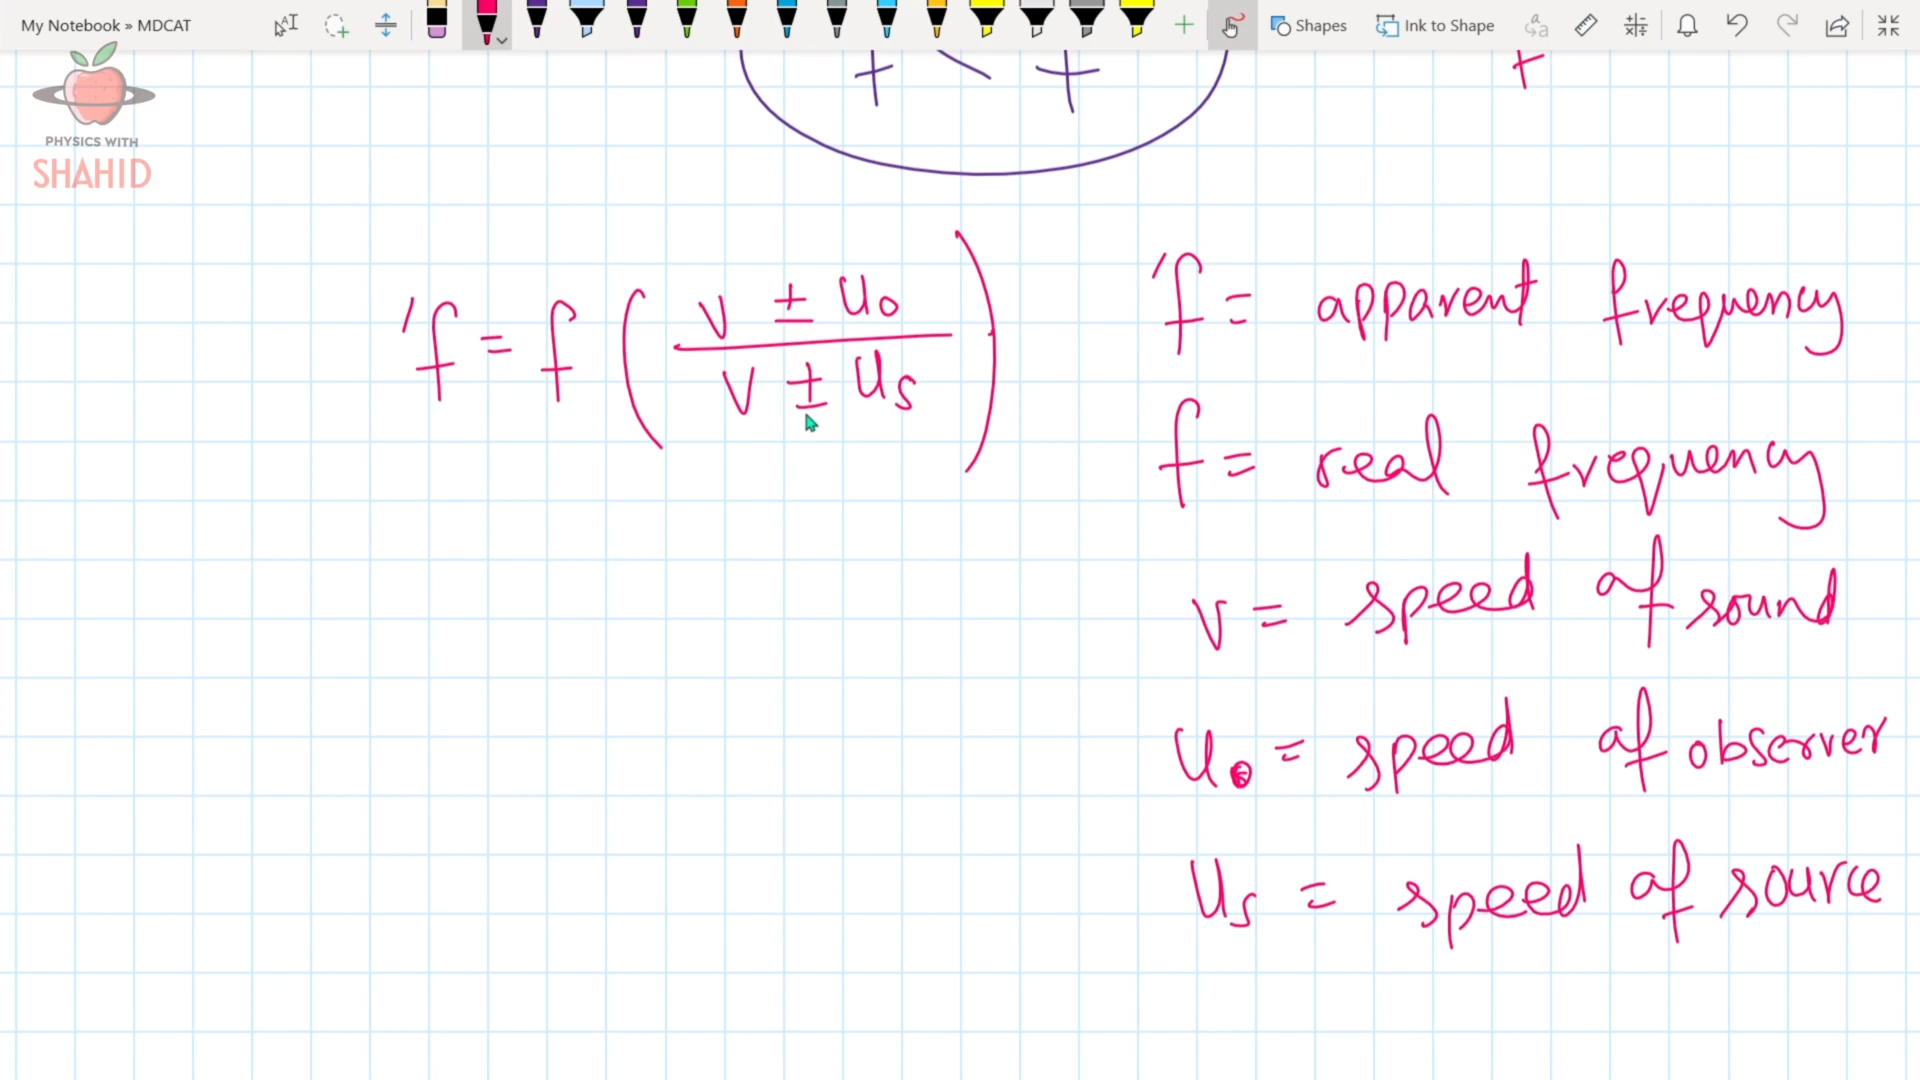 My Notebook » MDCAT
Shapes
Ink to Shape
PHYSICS WITH
SHAHID
f
'f = f ( v ± u₀ / v ± uₛ )
'f = apparent frequency
f = real frequency
v = speed of sound
u₀ = speed of observer
uₛ = speed of source